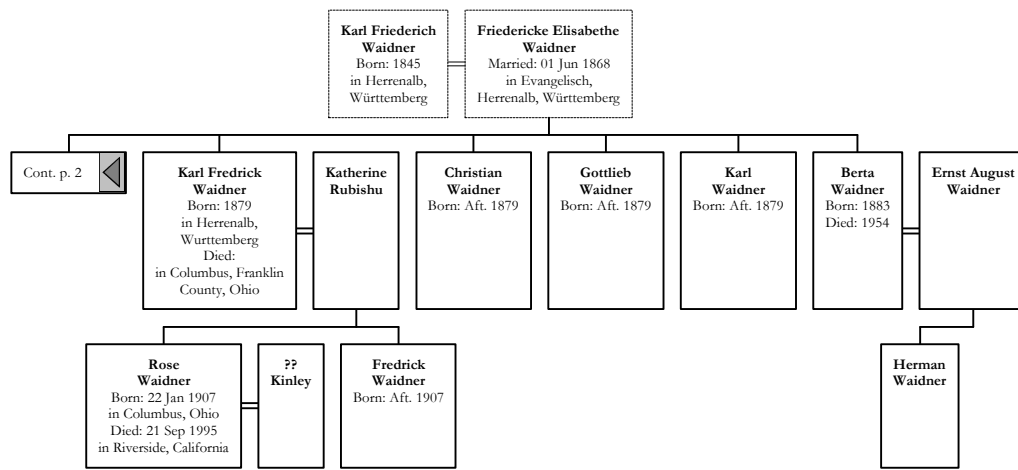 Karl Friederich
Waidner
Born: 1845
in Herrenalb,
Württemberg
Friedericke Elisabethe
Waidner
Married: 01 Jun 1868
in Evangelisch,
Herrenalb, Württemberg
Cont. p. 2
Karl Fredrick
Waidner
Born: 1879
in Herrenalb,
Wurttemberg
Died:
in Columbus, Franklin
County, Ohio
Katherine
Rubishu
Christian
Waidner
Born: Aft. 1879
Gottlieb
Waidner
Born: Aft. 1879
Karl
Waidner
Born: Aft. 1879
Berta
Waidner
Born: 1883
Died: 1954
Ernst August
Waidner
Rose
Waidner
Born: 22 Jan 1907
in Columbus, Ohio
Died: 21 Sep 1995
in Riverside, California
??
Kinley
Fredrick
Waidner
Born: Aft. 1907
Herman
Waidner